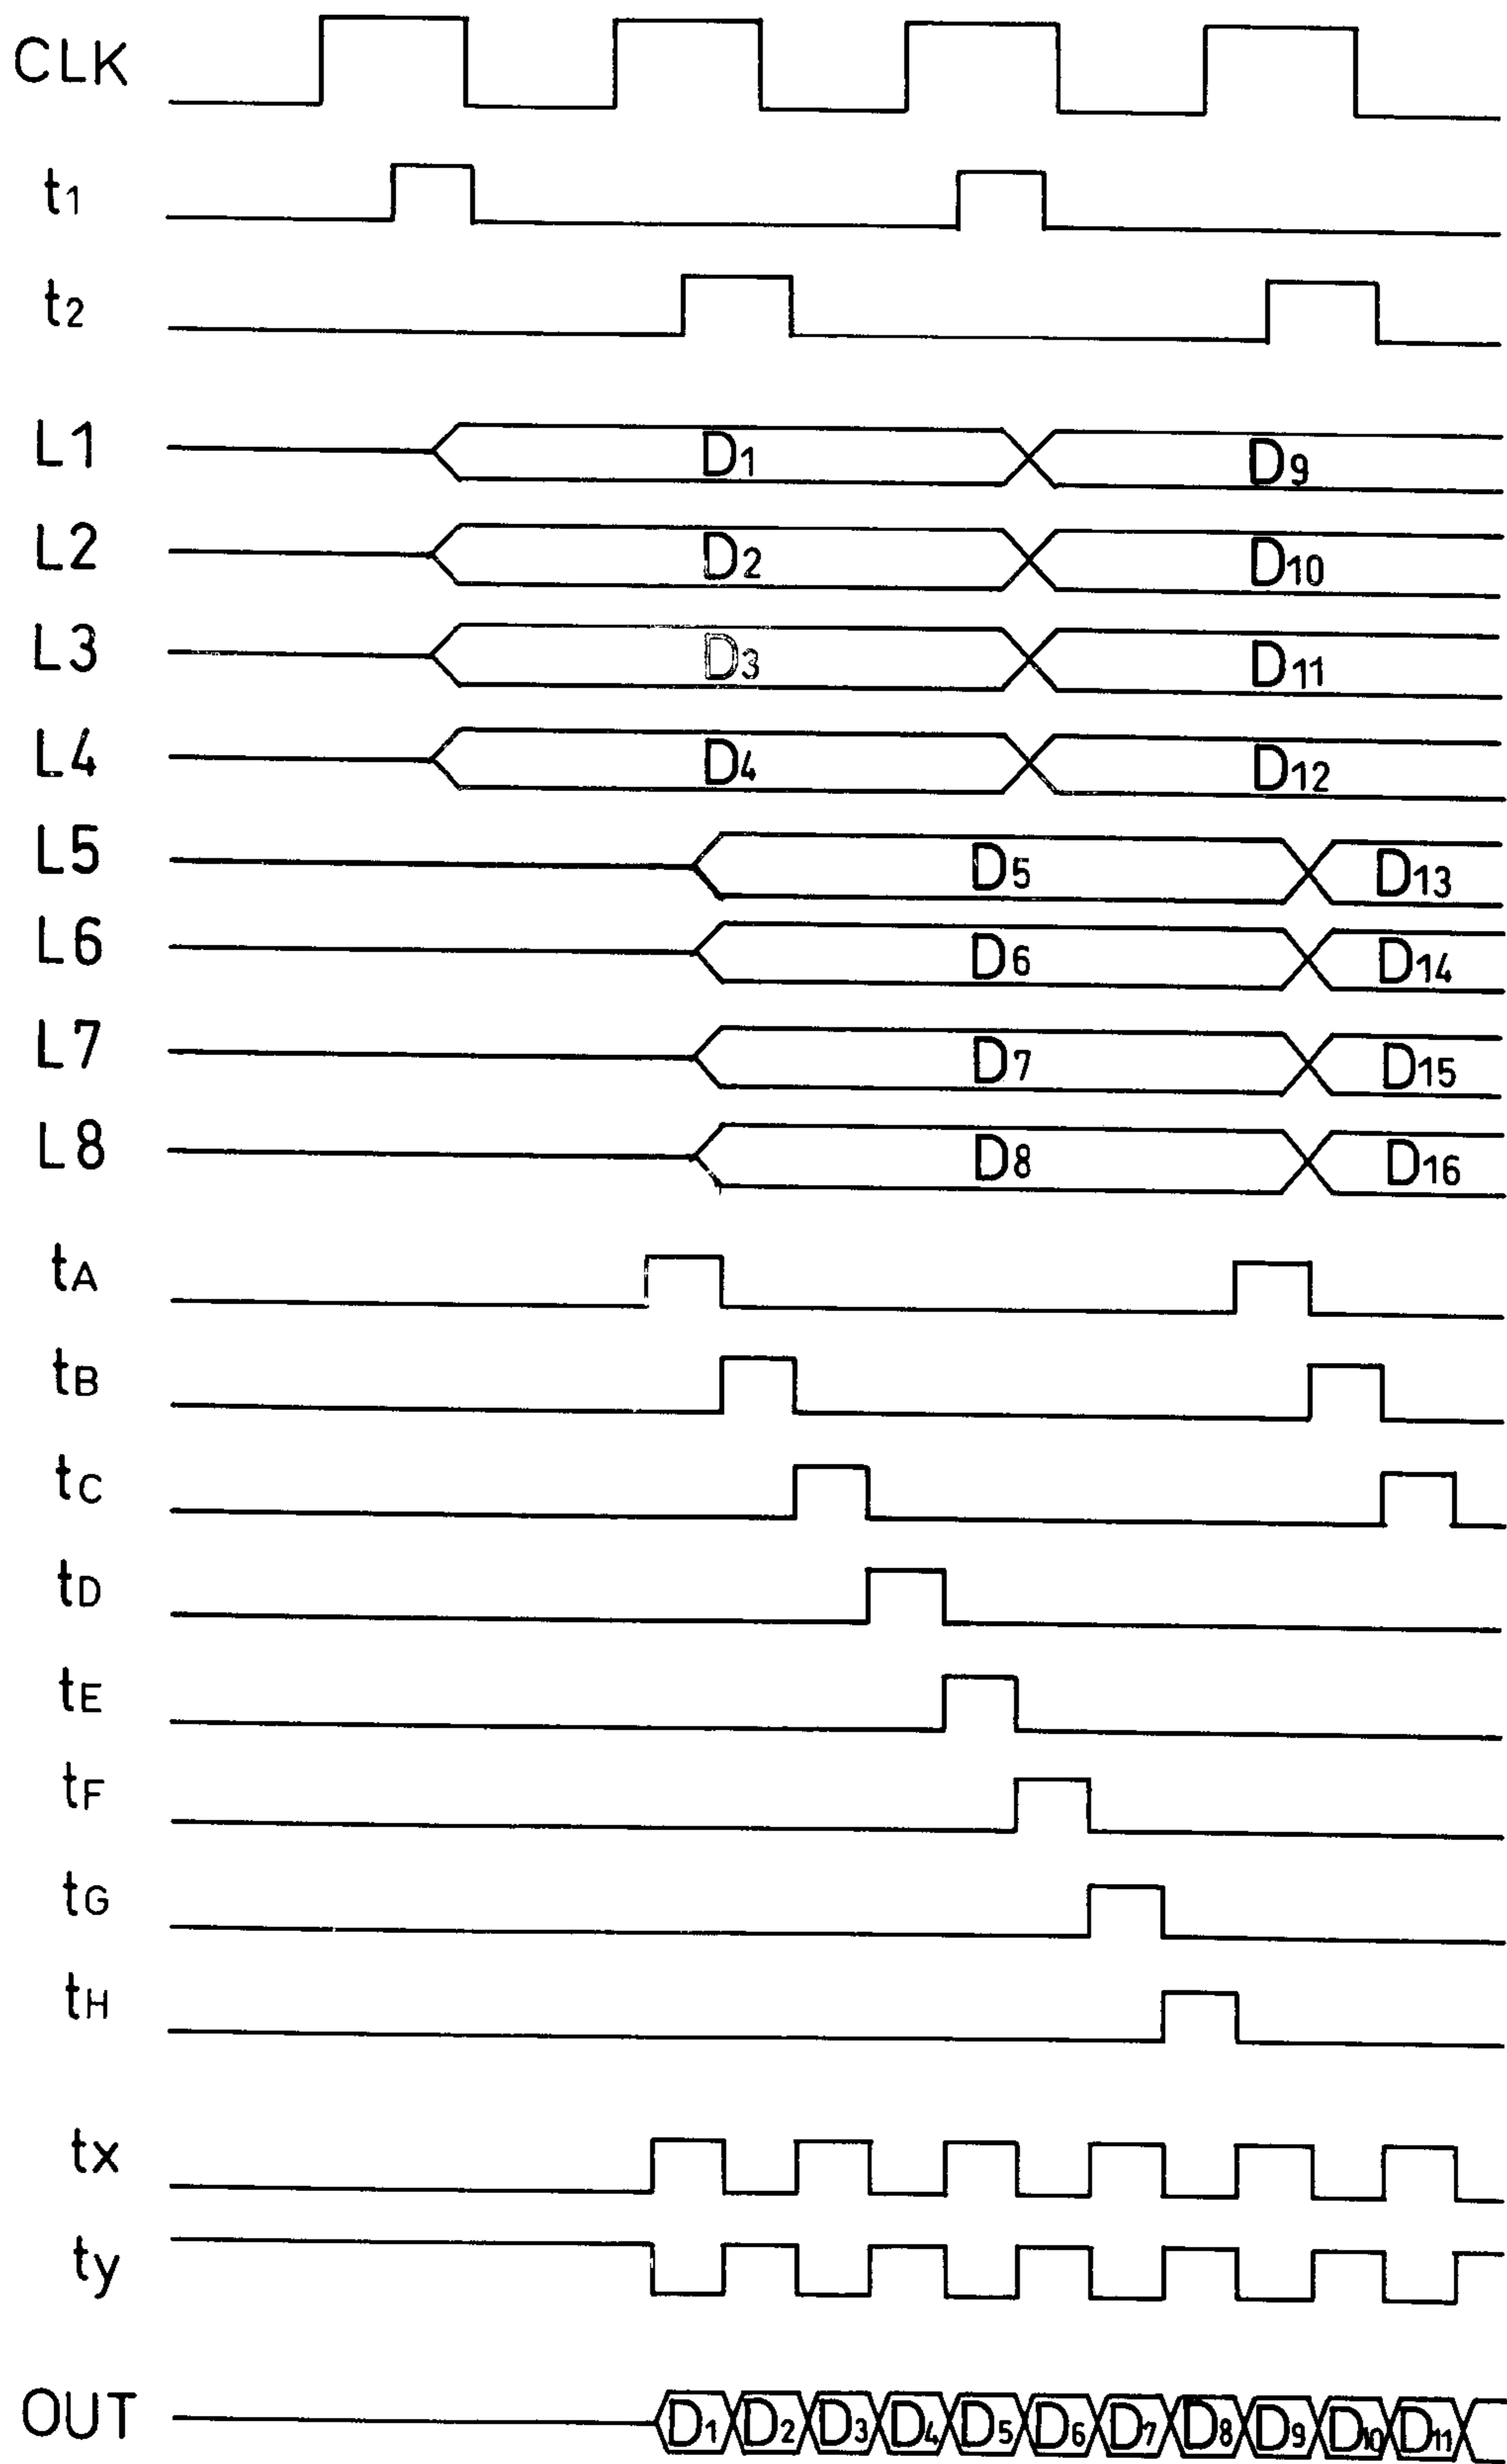 CLK
t1
t2
L1 D1 D9
L2 D2 D10
L3 D3 D11
L4 D4 D12
L5 D5 D13
L6 D6 D14
L7 D7 D15
L8 D8 D16
tA
tB
tC
tD
tE
tF
tG
tH
tx
ty
OUT D1 D2 D3 D4 D5 D6 D7 D8 D9 D10 D11